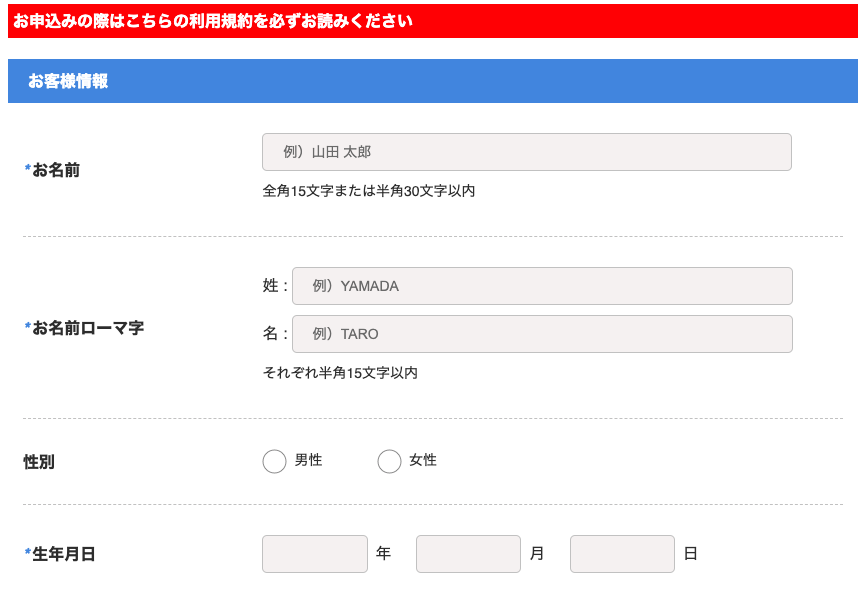 お申込みの際はこちらの利用規約を必ずお読みください
お客様情報
*お名前
例）山田 太郎
全角15文字または半角30文字以内
*お名前ローマ字
姓 : 例）YAMADA
名 : 例）TARO
それぞれ半角15文字以内
性別 男性 女性
*生年月日 年 月 日